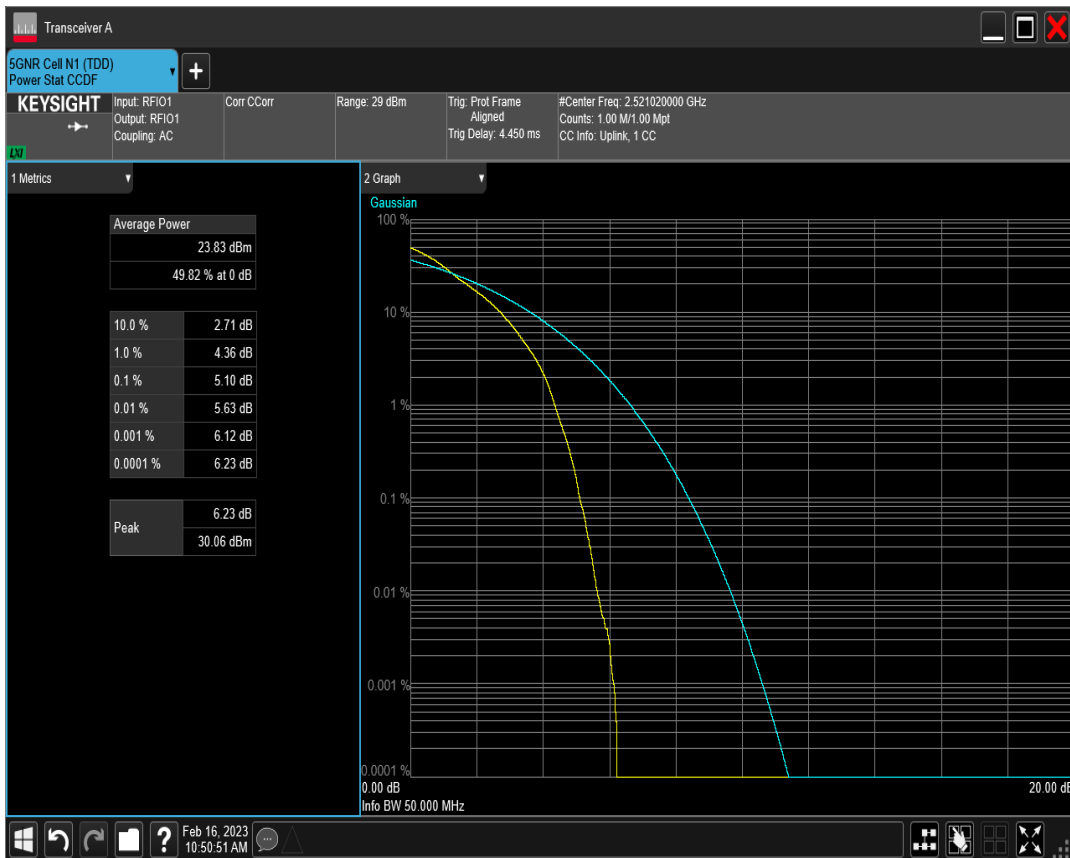 Transceiver A
5GNR Cell N1 (TDD)
Power Stat CCDF
KEYSIGHT
LXI
Input: RFIO1
Output: RFIO1
Coupling: AC
Corr CCorr
Range: 29 dBm
Trig: Prot Frame
Aligned
Trig Delay: 4.450 ms
#Center Freq: 2.521020000 GHz
Counts: 1.00 M/1.00 Mpt
CC Info: Uplink, 1 CC
1 Metrics
Average Power
23.83 dBm
49.82 % at 0 dB
10.0 % 2.71 dB
1.0 % 4.36 dB
0.1 % 5.10 dB
0.01 % 5.63 dB
0.001 % 6.12 dB
0.0001 % 6.23 dB
Peak 6.23 dB
30.06 dBm
2 Graph
Gaussian
100 %
10 %
1 %
0.1 %
0.01 %
0.001 %
0.0001 %
0.00 dB 20.00 dB
Info BW 50.000 MHz
?
Feb 16, 2023
10:50:51 AM